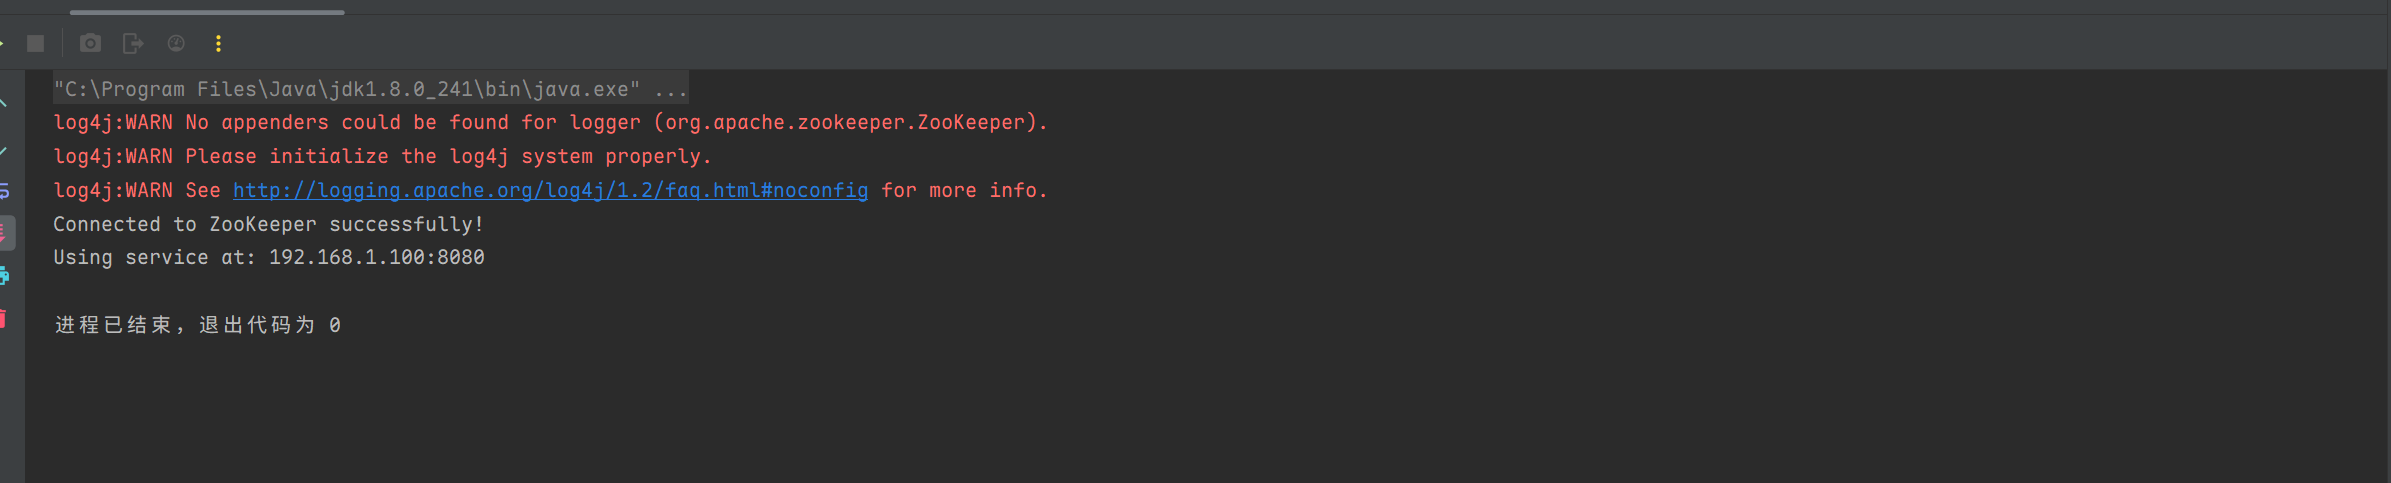 "C:\Program Files\Java\jdk1.8.0_241\bin\java.exe" ...
log4j:WARN No appenders could be found for logger (org.apache.zookeeper.ZooKeeper).
log4j:WARN Please initialize the log4j system properly.
log4j:WARN See http://logging.apache.org/log4j/1.2/faq.html#noconfig for more info.
Connected to ZooKeeper successfully!
Using service at: 192.168.1.100:8080
进程已结束，退出代码为 0